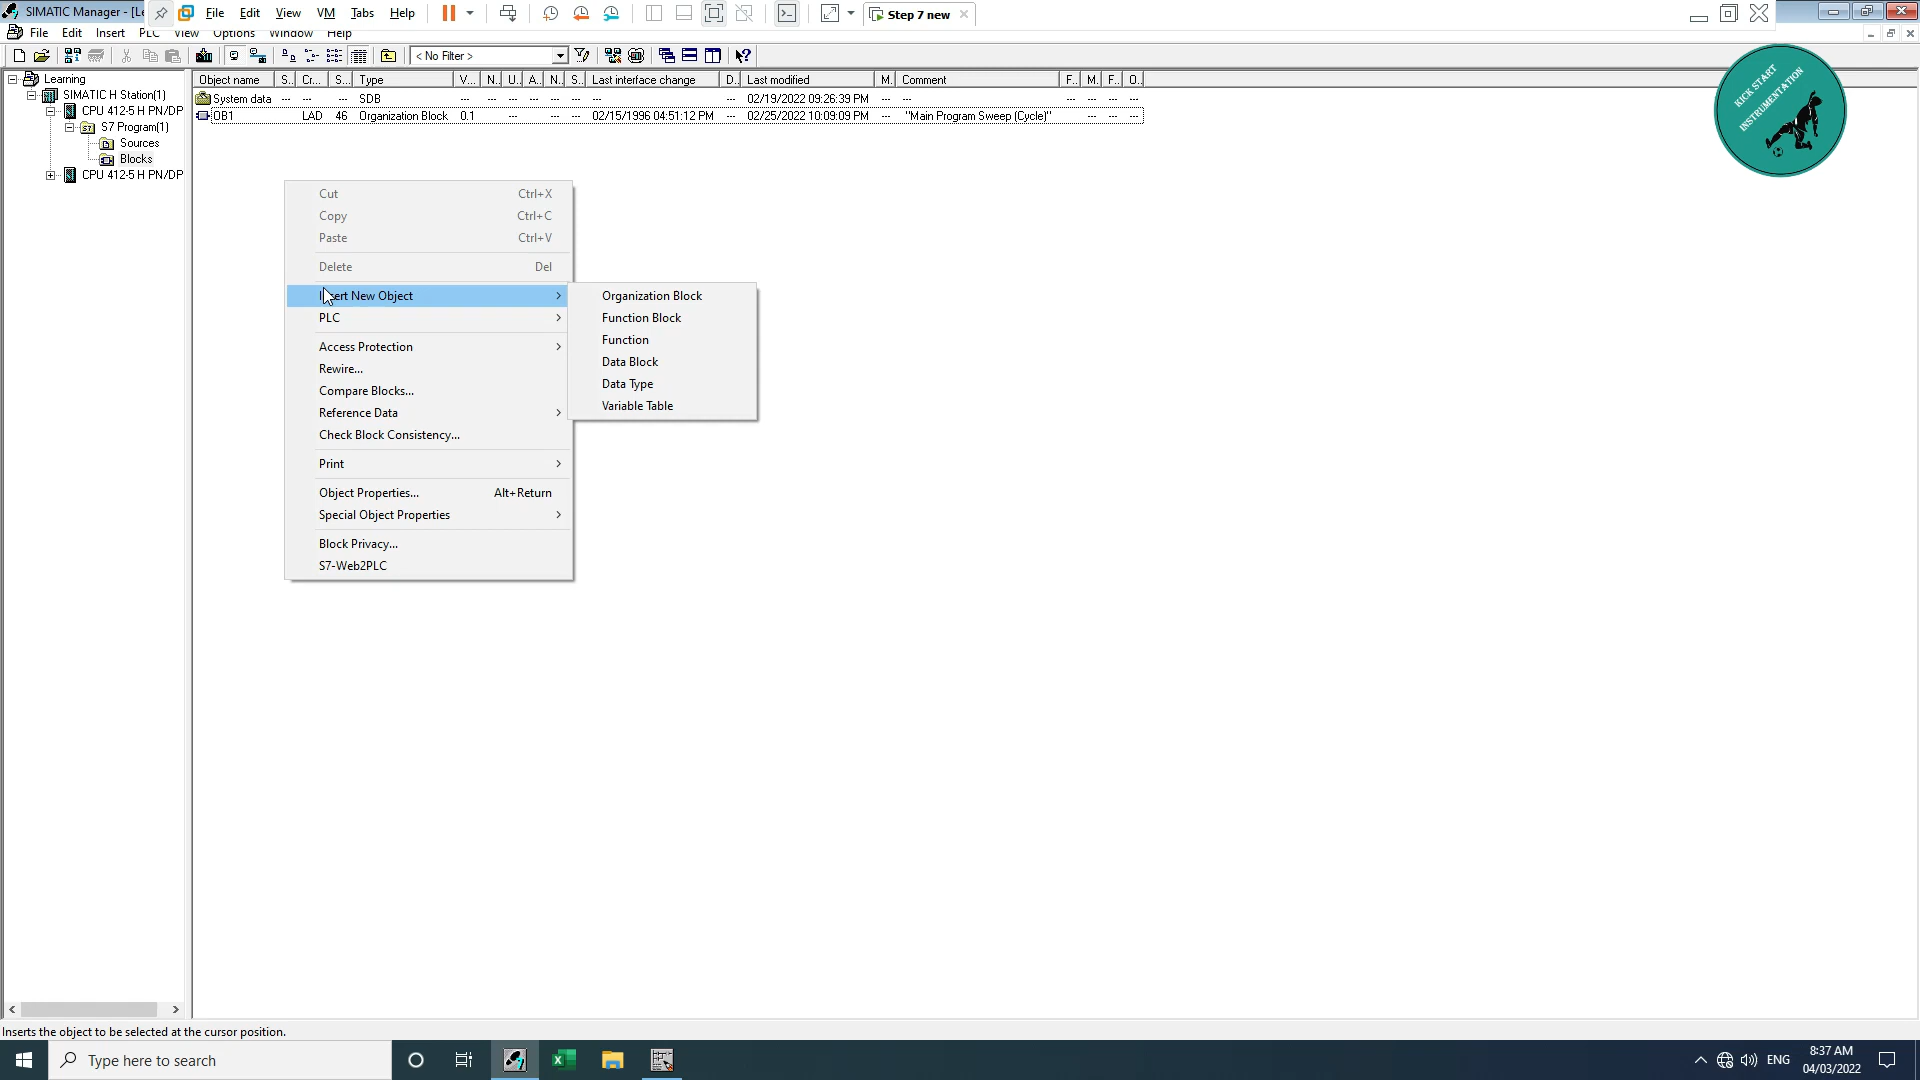 SIMATIC Manager - [Le
File Edit View VM Tabs Help
Step 7 new
File Edit Insert PLC View Options Window Help
< No Filter >
Learning
SIMATIC H Station(1)
CPU 412-5 H PN/DP
S7 Program(1)
Sources
Blocks
CPU 412-5 H PN/DP
Object name S.. Cr... S... Type V... N.. U.. A.. N.. S.. Last interface change D.. Last modified M.. Comment F.. M.. F.. O..
System data --- --- --- SDB --- --- --- --- --- --- --- --- 02/19/2022 09:26:39 PM --- --- --- --- --- ---
OB1 LAD 46 Organization Block 0.1 --- --- --- --- 02/15/1996 04:51:12 PM --- 02/25/2022 10:09:09 PM --- "Main Program Sweep (Cycle)" --- --- --- ---
KICK START
INSTRUMENTATION
Cut Ctrl+X
Copy Ctrl+C
Paste Ctrl+V
Delete Del
Insert New Object
PLC
Access Protection
Rewire...
Compare Blocks...
Reference Data
Check Block Consistency...
Print
Object Properties... Alt+Return
Special Object Properties
Block Privacy...
S7-Web2PLC
Organization Block
Function Block
Function
Data Block
Data Type
Variable Table
Inserts the object to be selected at the cursor position.
Type here to search
ENG
8:37 AM
04/03/2022